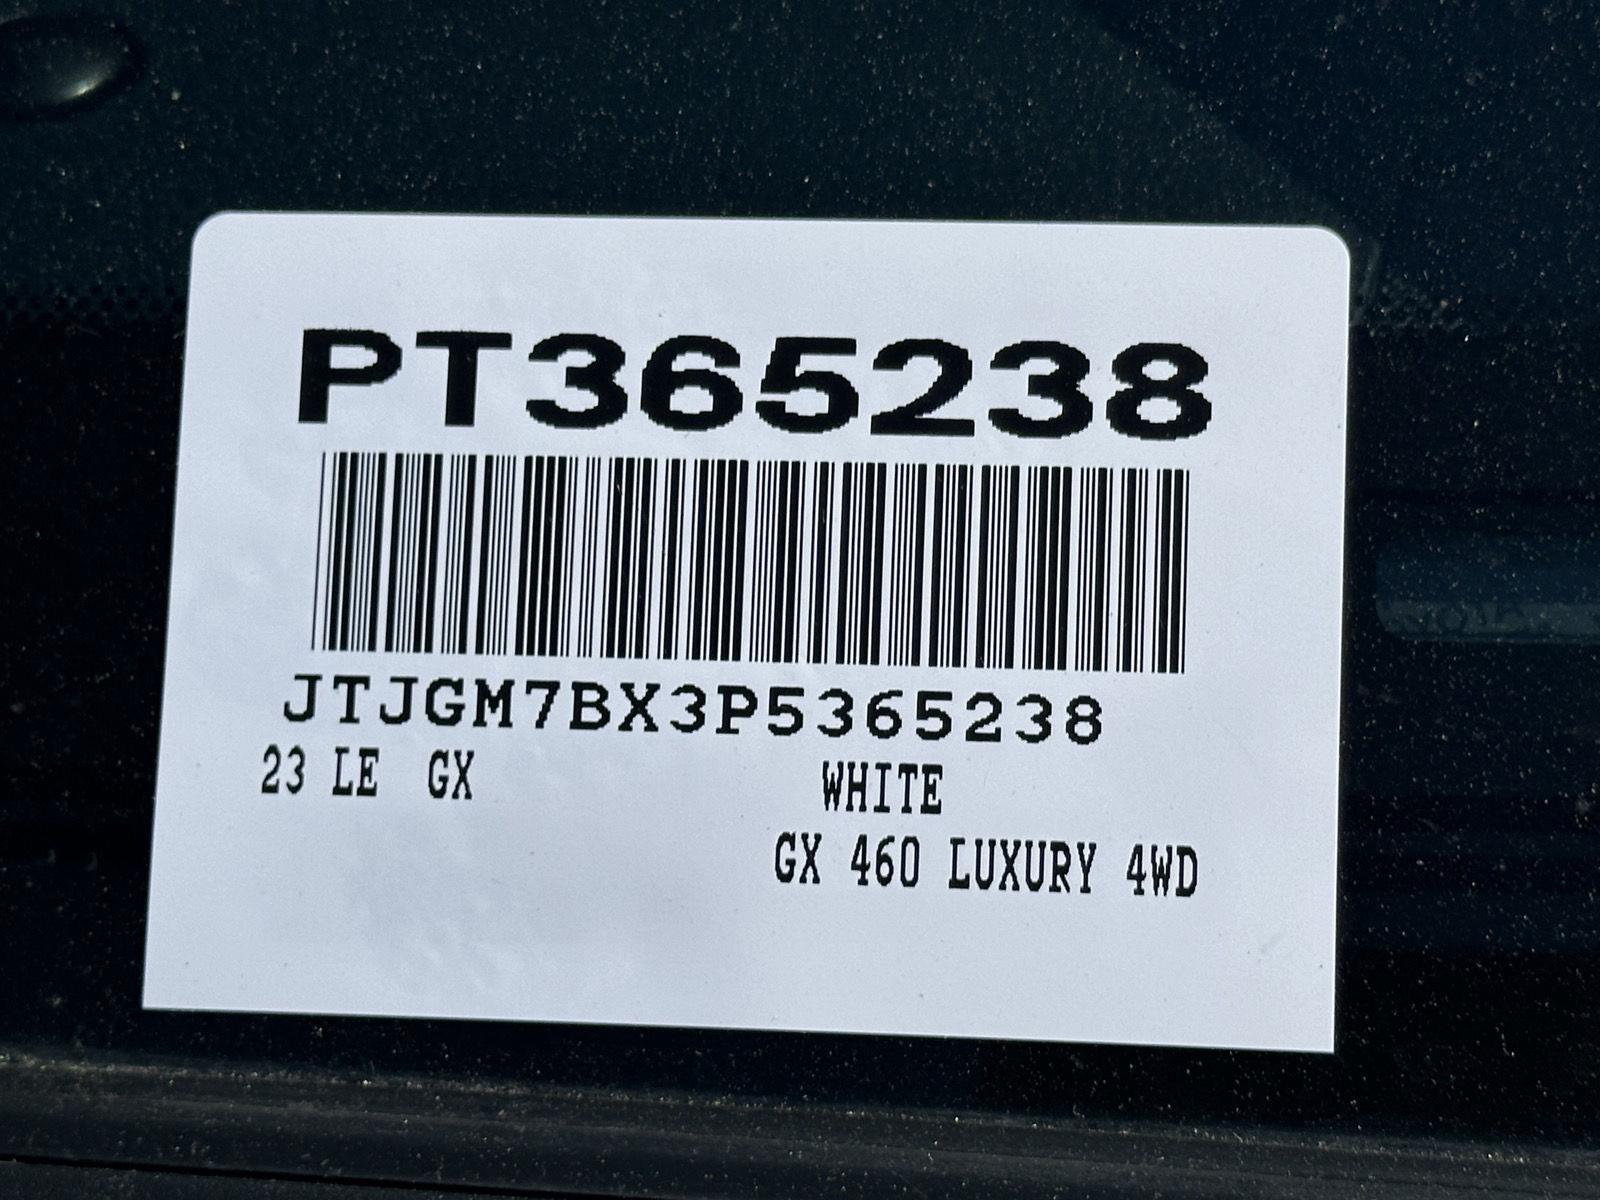 PT365238
JTJGM7BX3P5365238
23 LE GX WHITE
GX 460 LUXURY 4WD